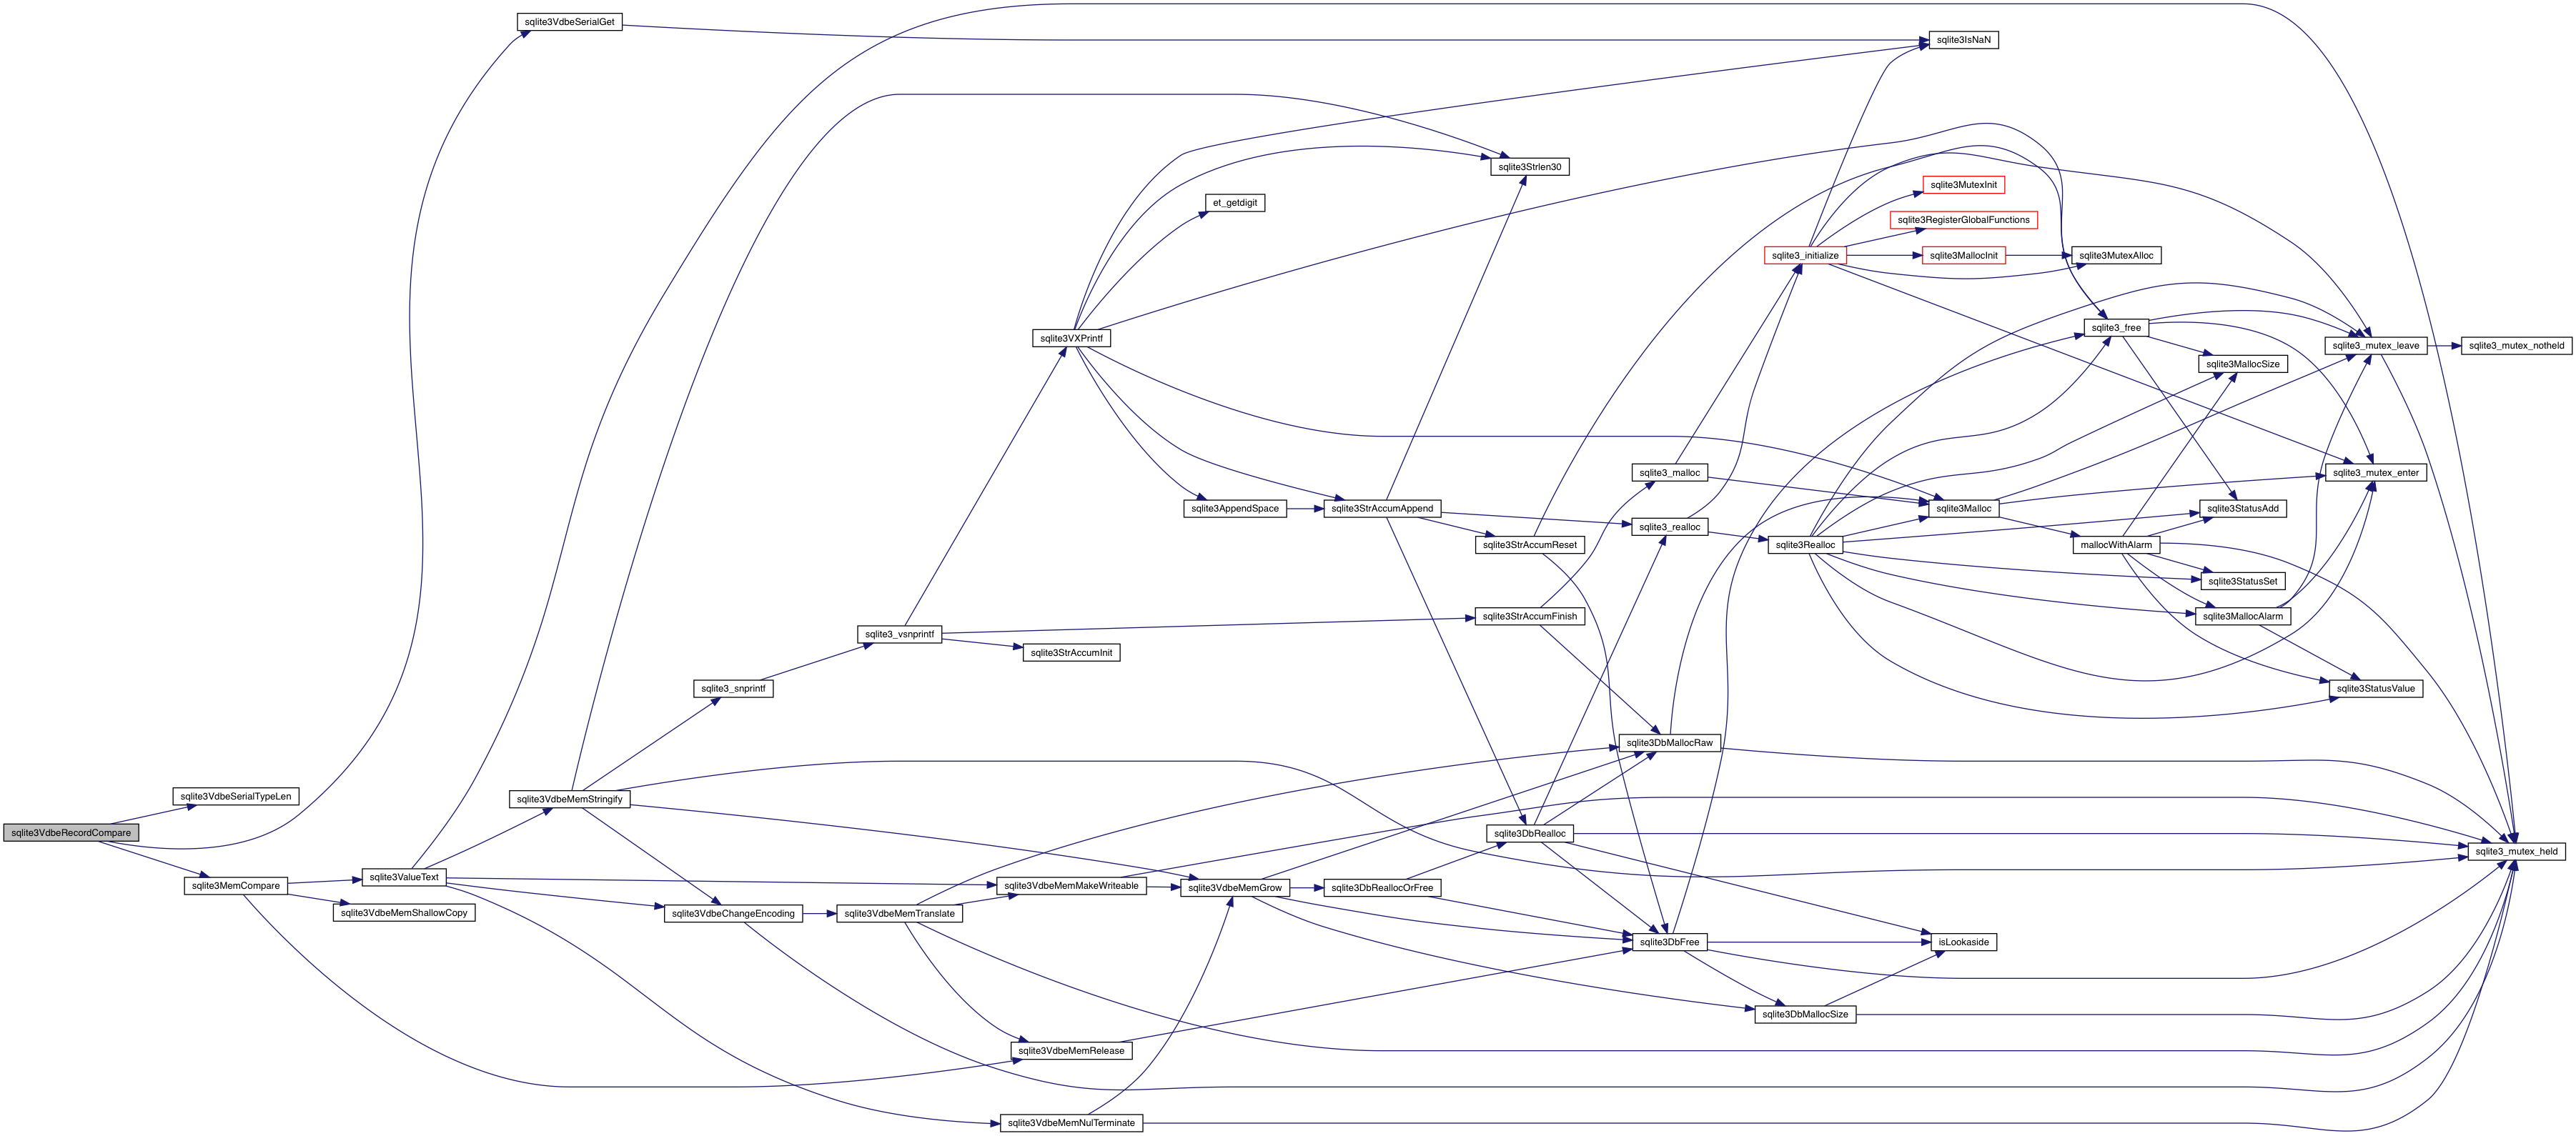 sqlite3VdbeSerialGet
sqlite3IsNaN
sqlite3Strlen30
sqlite3MutexInit
et_getdigit
sqlite3RegisterGlobalFunctions
sqlite3_initialize
sqlite3MallocInit
sqlite3MutexAlloc
sqlite3_free
sqlite3VXPrintf
sqlite3_mutex_leave
sqlite3_mutex_notheld
sqlite3MallocSize
sqlite3_malloc
sqlite3_mutex_enter
sqlite3AppendSpace
sqlite3StrAccumAppend
sqlite3Malloc
sqlite3StatusAdd
sqlite3_realloc
sqlite3StrAccumReset
sqlite3Realloc
mallocWithAlarm
sqlite3StatusSet
sqlite3StrAccumFinish
sqlite3MallocAlarm
sqlite3_vsnprintf
sqlite3StrAccumInit
sqlite3_snprintf
sqlite3StatusValue
sqlite3DbMallocRaw
sqlite3VdbeSerialTypeLen
sqlite3VdbeMemStringify
sqlite3VdbeRecordCompare
sqlite3DbRealloc
sqlite3_mutex_held
sqlite3ValueText
sqlite3MemCompare
sqlite3VdbeMemMakeWriteable
sqlite3VdbeMemGrow
sqlite3DbReallocOrFree
sqlite3VdbeMemShallowCopy
sqlite3VdbeChangeEncoding
sqlite3VdbeMemTranslate
sqlite3DbFree
isLookaside
sqlite3DbMallocSize
sqlite3VdbeMemRelease
sqlite3VdbeMemNulTerminate